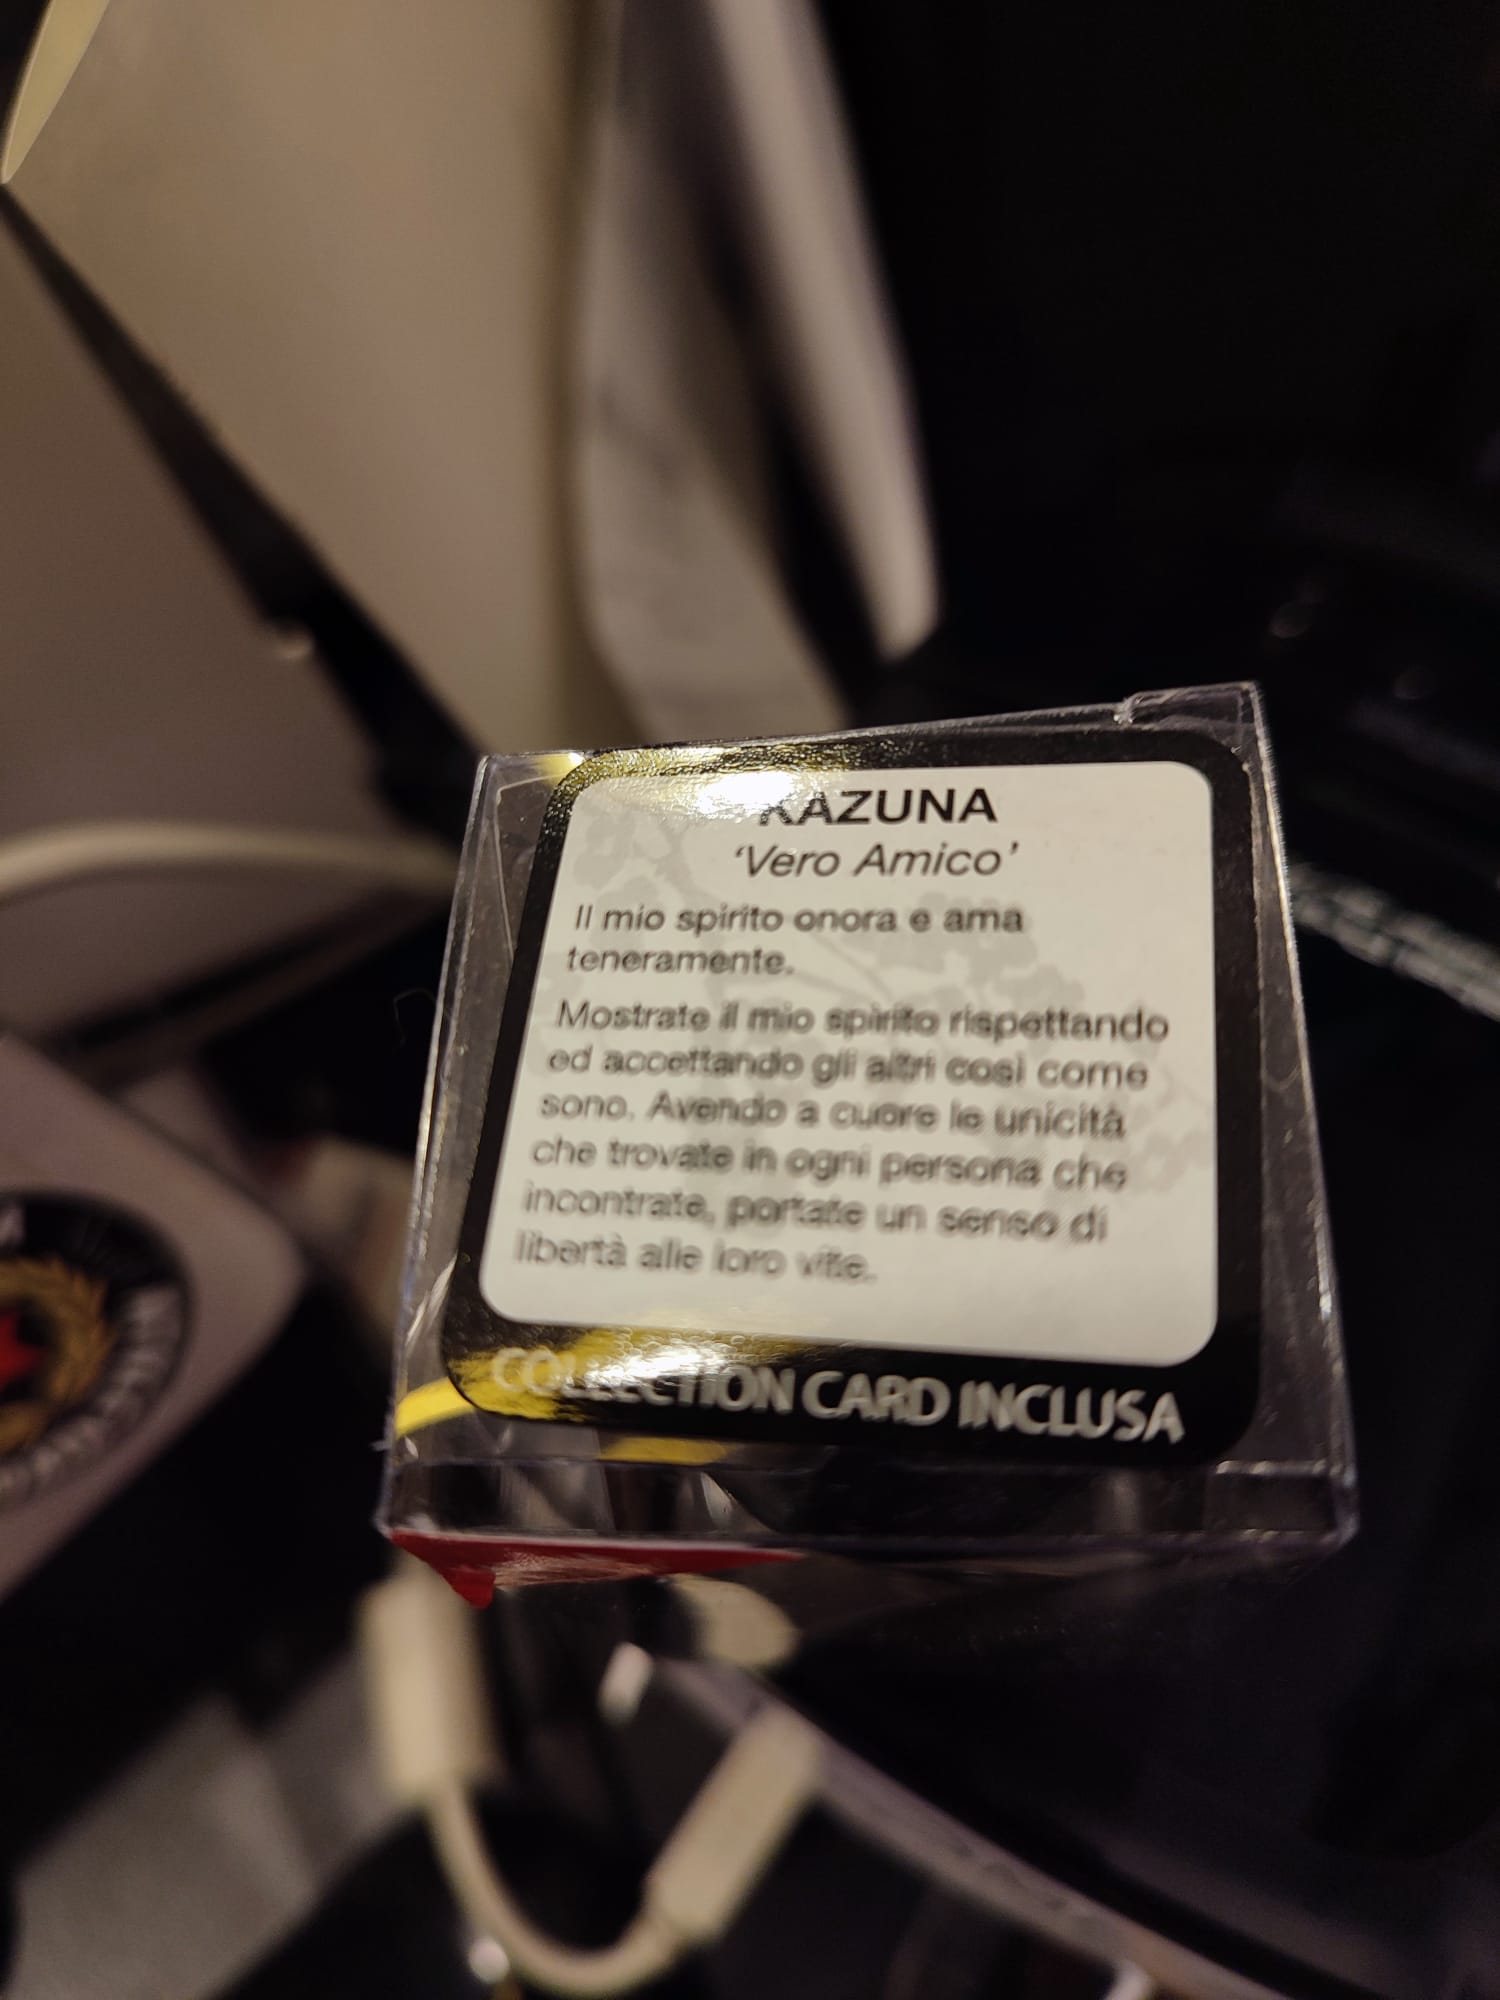 KAZUNA
'Vero Amico'
Il mio spirito onora e ama
teneramente.
Mostrate il mio spirito rispettando
ed accettando gli altri così come
sono. Avendo a cuore le unicità
che trovate in ogni persona che
incontrate, portate un senso di
libertà alle loro vite.
COLLECTION CARD INCLUSA